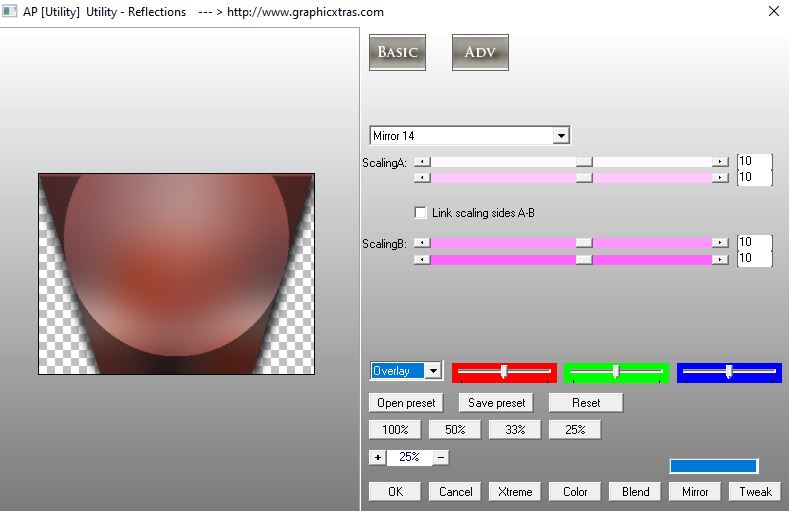 AP [Utility]  Utility - Reflections    --- > http://www.graphicxtras.com
BASIC ADV
Mirror 14
ScalingA: 10
10
Link scaling sides A-B
ScalingB: 10
10
Overlay
Open preset Save preset Reset
100% 50% 33% 25%
+ 25% −
OK Cancel Xtreme Color Blend Mirror Tweak